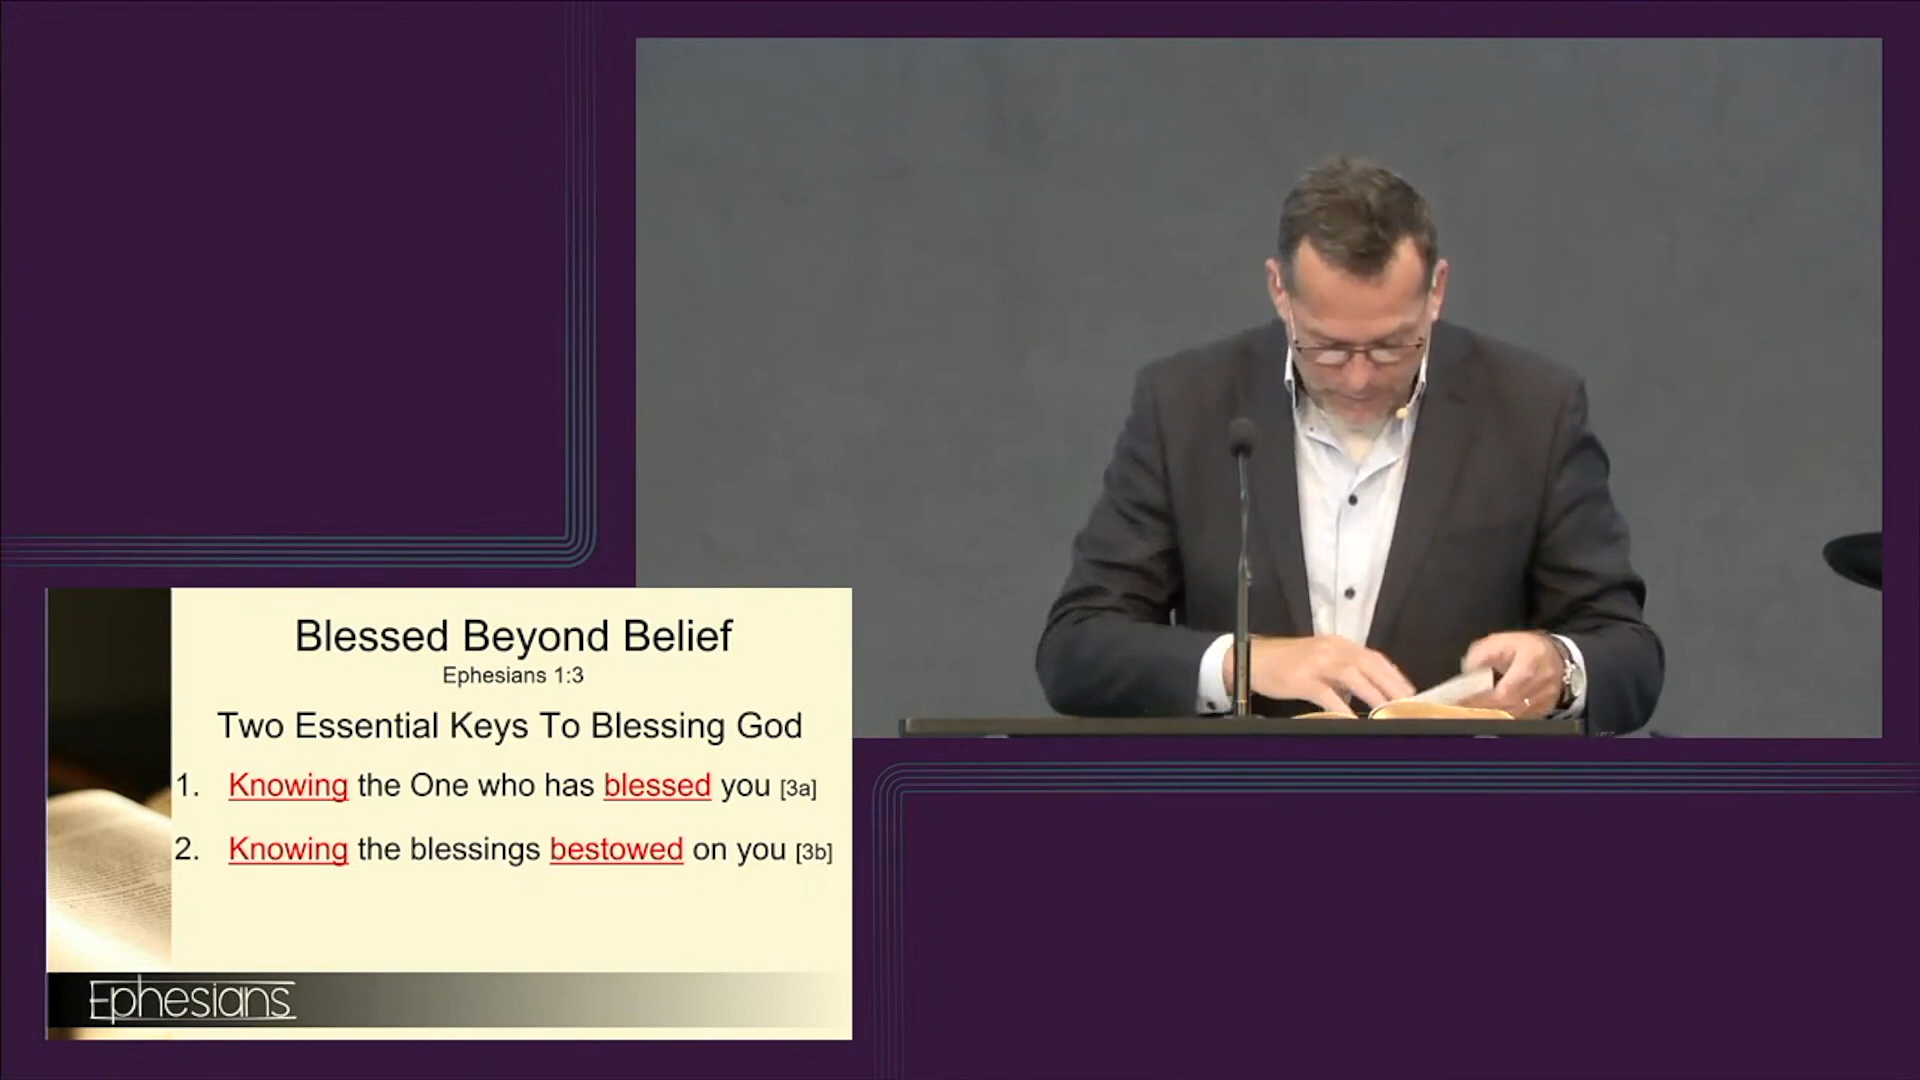 Blessed Beyond Belief
Ephesians 1:3
Two Essential Keys To Blessing God
1. Knowing the One who has blessed you [3a]
2. Knowing the blessings bestowed on you [3b]
Ephesians